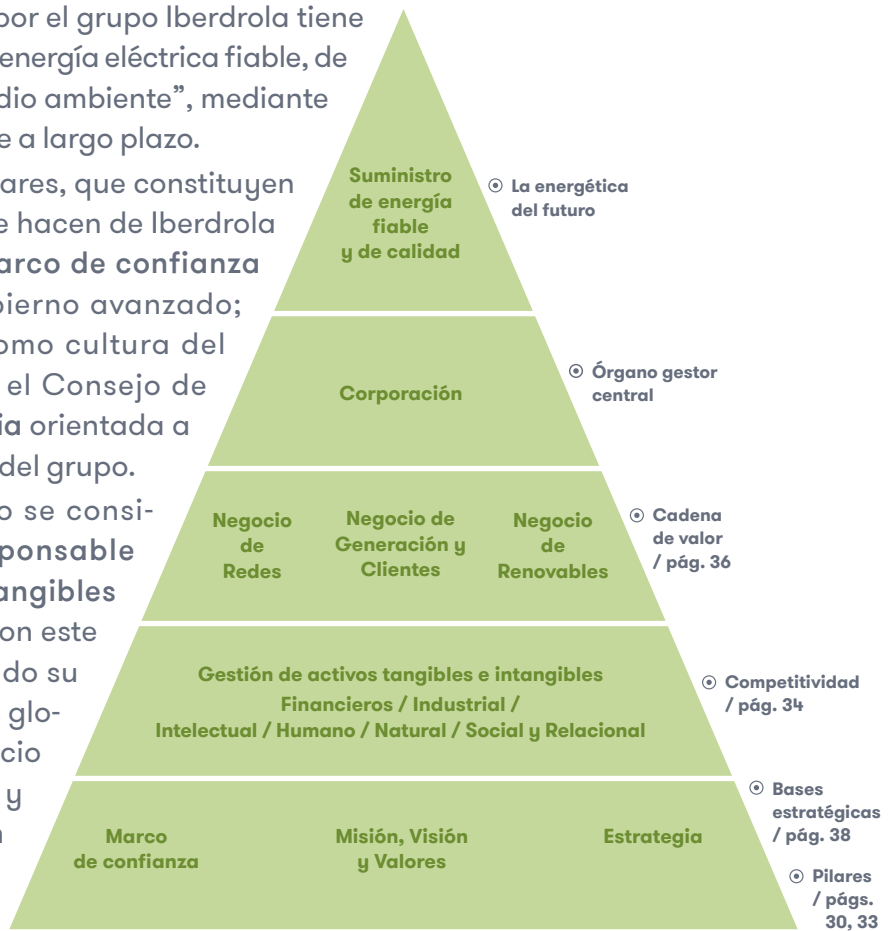 por el grupo Iberdrola tiene
energía eléctrica fiable, de
dio ambiente”, mediante
e a largo plazo.
ares, que constituyen
e hacen de Iberdrola
arco de confianza
bierno avanzado;
omo cultura del
el Consejo de
ia orientada a
del grupo.
o se consi-
ponsable
angibles
on este
do su
glo-
cio
y
Suministro
de energía
fiable
y de calidad
La energética
del futuro
Corporación
Órgano gestor
central
Negocio
de
Redes
Negocio de
Generación y
Clientes
Negocio
de
Renovables
Cadena
de valor
/ pág. 36
Gestión de activos tangibles e intangibles
Financieros / Industrial /
Intelectual / Humano / Natural / Social y Relacional
Competitividad
/ pág. 34
Marco
de confianza
Misión, Visión
y Valores
Estrategia
Bases
estratégicas
/ pág. 38
Pilares
/ págs.
30, 33